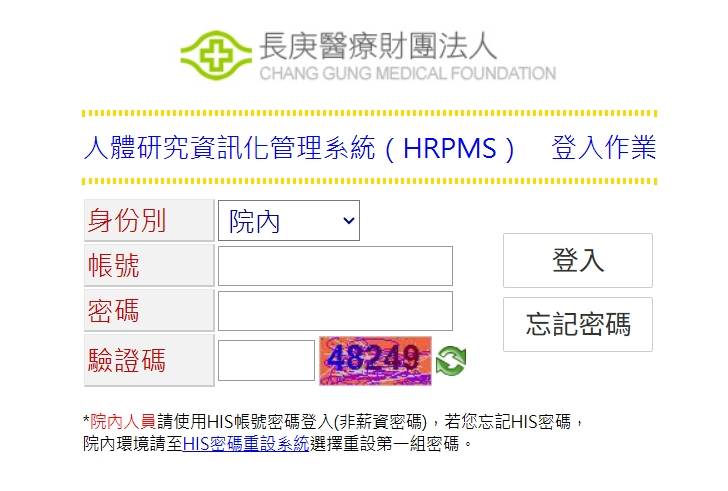 長庚醫療財團法人
CHANG GUNG MEDICAL FOUNDATION
人體研究資訊化管理系統（HRPMS） 登入作業
身份別 院內
帳號
登入
密碼
忘記密碼
驗證碼 48249
*院內人員請使用HIS帳號密碼登入(非薪資密碼)，若您忘記HIS密碼，
院內環境請至HIS密碼重設系統選擇重設第一組密碼。